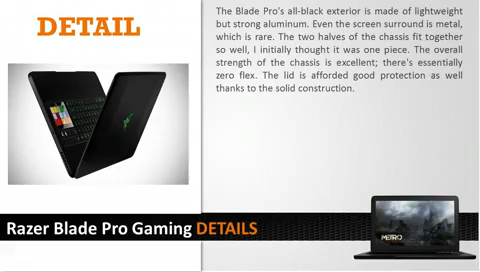 DETAIL
The Blade Pro's all-black exterior is made of lightweight
but strong aluminum. Even the screen surround is metal,
which is rare. The two halves of the chassis fit together
so well, I initially thought it was one piece. The overall
strength of the chassis is excellent; there's essentially
zero flex. The lid is afforded good protection as well
thanks to the solid construction.
Razer Blade Pro Gaming DETAILS
METRO